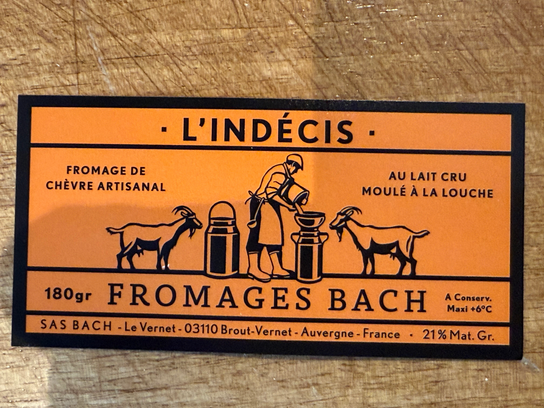 · L'INDÉCIS ·
FROMAGE DE
CHÈVRE ARTISANAL
AU LAIT CRU
MOULÉ À LA LOUCHE
180gr FROMAGES BACH
A Conserv.
Maxi +6°C
SAS BACH - Le Vernet - 03110 Brout-Vernet - Auvergne - France · 21% Mat. Gr.